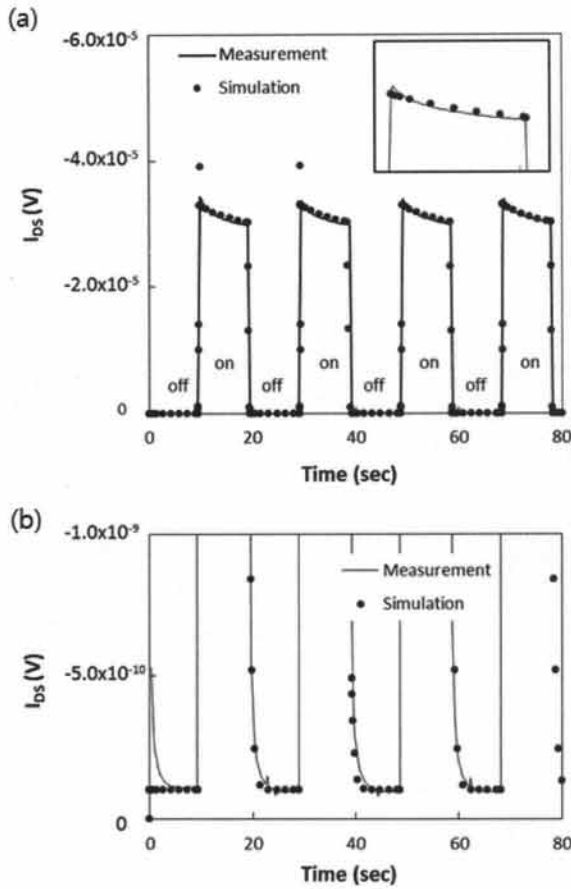 (a)
-6.0x10⁻⁵
Measurement
Simulation
-4.0x10⁻⁵
I_DS (V)
-2.0x10⁻⁵
off on off on off on off on
0
0 20 40 60 80
Time (sec)
(b)
-1.0x10⁻⁹
Measurement
Simulation
I_DS (V)
-5.0x10⁻¹⁰
0
0 20 40 60 80
Time (sec)